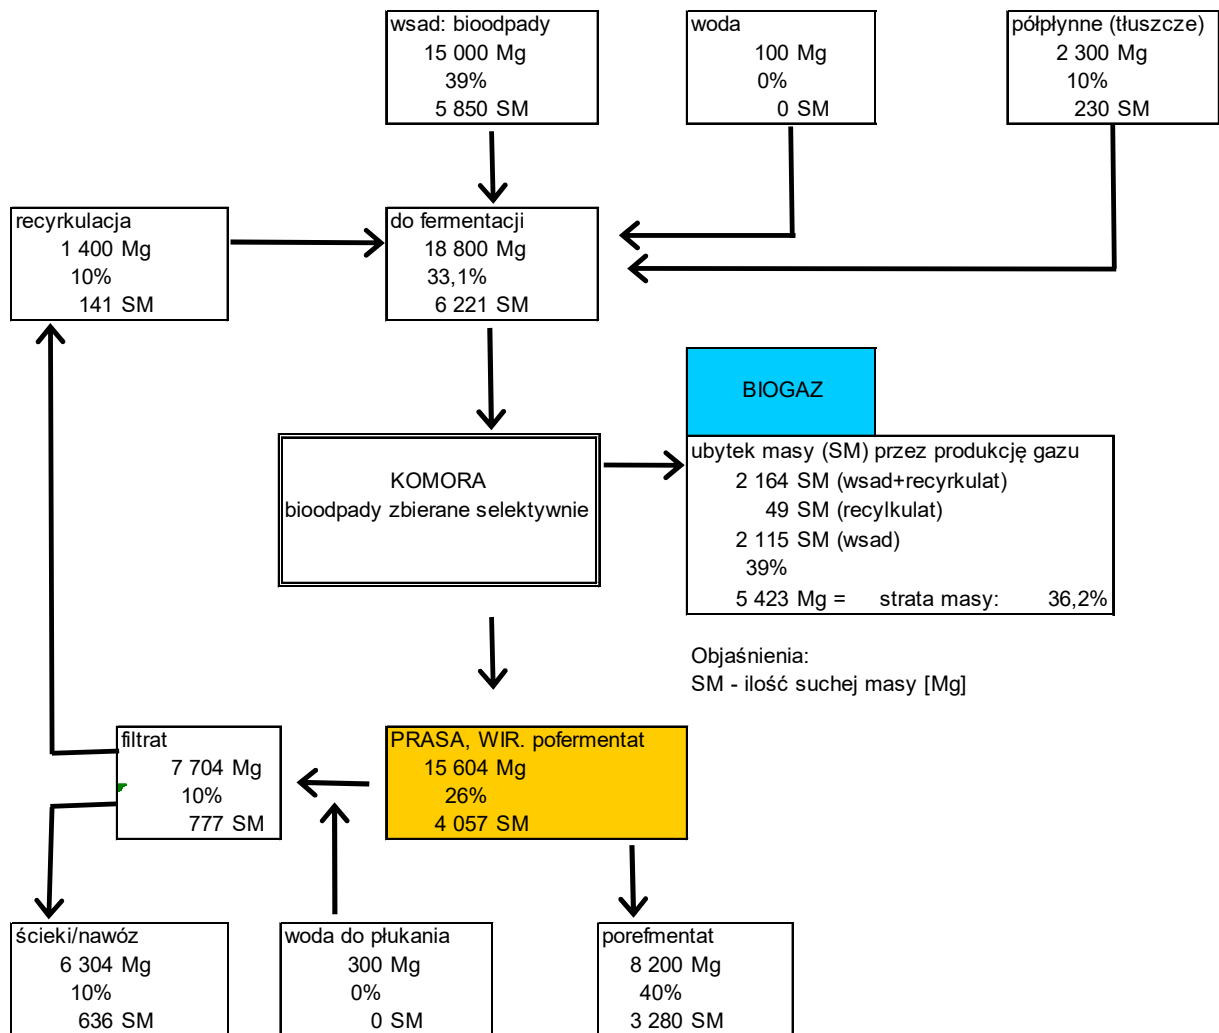 wsad: bioodpady
15 000 Mg
39%
5 850 SM
woda
100 Mg
0%
0 SM
półpłynne (tłuszcze)
2 300 Mg
10%
230 SM
recyrkulacja
1 400 Mg
10%
141 SM
do fermentacji
18 800 Mg
33,1%
6 221 SM
BIOGAZ
KOMORA
bioodpady zbierane selektywnie
ubytek masy (SM) przez produkcję gazu
2 164 SM (wsad+recyrkulat)
49 SM (recylkulat)
2 115 SM (wsad)
39%
5 423 Mg = strata masy: 36,2%
Objaśnienia:
SM - ilość suchej masy [Mg]
filtrat
7 704 Mg
10%
777 SM
PRASA, WIR. pofermentat
15 604 Mg
26%
4 057 SM
ścieki/nawóz
6 304 Mg
10%
636 SM
woda do płukania
300 Mg
0%
0 SM
porefmentat
8 200 Mg
40%
3 280 SM